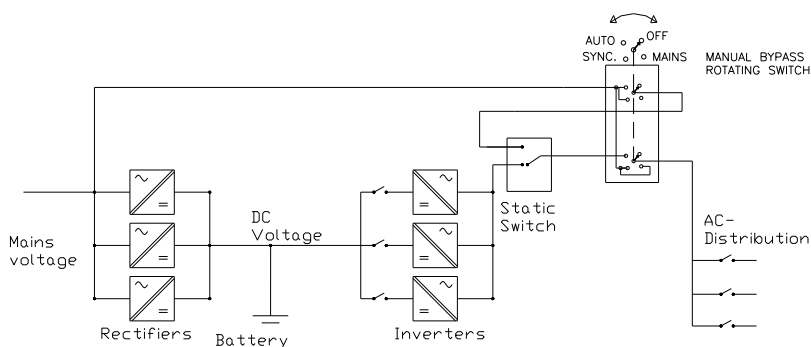 AUTO
OFF
SYNC.
MAINS
MANUAL BYPASS
ROTATING SWITCH
Mains
voltage
DC
Voltage
Static
Switch
AC-
Distribution
Rectifiers
Battery
Inverters